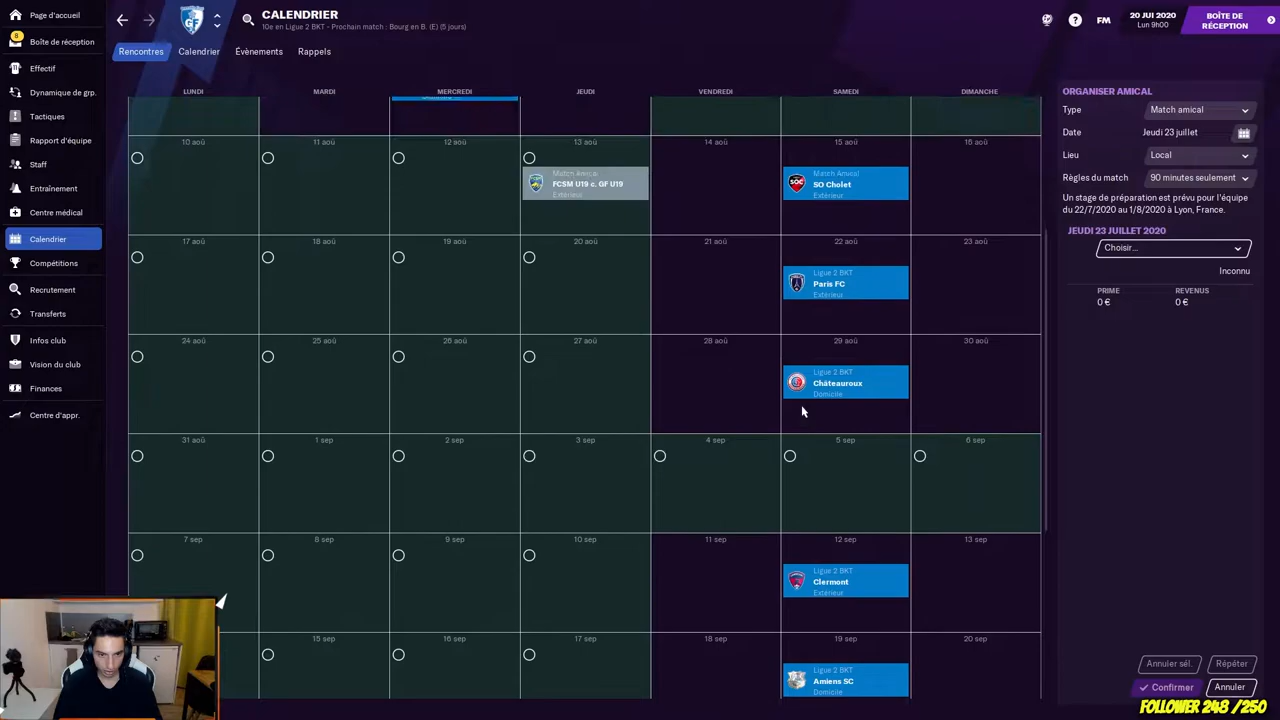 CALENDRIER
10e en Ligue 2 BKT - Prochain match : Bourg en B. (E) (5 jours)
FM
20 JUI 2020
Lun 9h00
BOÎTE DE RÉCEPTION
Page d'accueil
8
Boîte de réception
Effectif
Dynamique de grp.
Tactiques
Rapport d'équipe
Staff
Entraînement
Centre médical
Calendrier
Compétitions
Recrutement
Transferts
Infos club
Vision du club
Finances
Centre d'appr.
Rencontres
Calendrier
Évènements
Rappels
LUNDI
MARDI
MERCREDI
JEUDI
VENDREDI
SAMEDI
DIMANCHE
10 aoû
11 aoû
12 aoû
13 aoû
14 aoû
15 aoû
16 aoû
Match Amical
FCSM U19 c. GF U19
Extérieur
Match Amical
SO Cholet
Extérieur
17 aoû
18 aoû
19 aoû
20 aoû
21 aoû
22 aoû
23 aoû
Ligue 2 BKT
Paris FC
Extérieur
24 aoû
25 aoû
26 aoû
27 aoû
28 aoû
29 aoû
30 aoû
Ligue 2 BKT
Châteauroux
Domicile
31 aoû
1 sep
2 sep
3 sep
4 sep
5 sep
6 sep
7 sep
8 sep
9 sep
10 sep
11 sep
12 sep
13 sep
Ligue 2 BKT
Clermont
Extérieur
15 sep
16 sep
17 sep
18 sep
19 sep
20 sep
Ligue 2 BKT
Amiens SC
Domicile
ORGANISER AMICAL
Type
Match amical
Date
Jeudi 23 juillet
Lieu
Local
Règles du match
90 minutes seulement
Un stage de préparation est prévu pour l'équipe
du 22/7/2020 au 1/8/2020 à Lyon, France.
JEUDI 23 JUILLET 2020
Choisir...
Inconnu
PRIME
REVENUS
0 €
0 €
Annuler sél.
Répéter
Confirmer
Annuler
FOLLOWER 248 /250